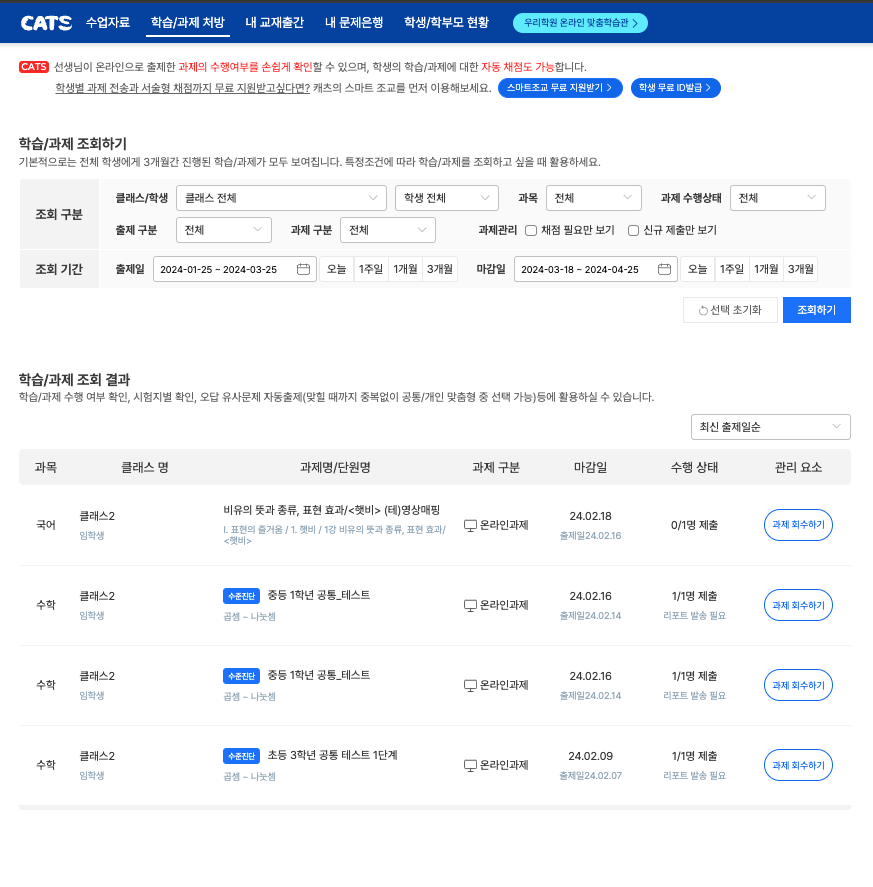 CATS 수업자료 학습/과제 처방 내 교재출간 내 문제은행 학생/학부모 현황 우리학원 온라인 맞춤학습관 >
CATS 선생님이 온라인으로 출제한 과제의 수행여부를 손쉽게 확인할 수 있으며, 학생의 학습/과제에 대한 자동 채점도 가능합니다.
학생별 과제 전송과 서술형 채점까지 무료 지원받고싶다면? 캐츠의 스마트 조교를 먼저 이용해보세요. 스마트조교 무료 지원받기 > 학생 무료 ID발급 >
학습/과제 조회하기
기본적으로는 전체 학생에게 3개월간 진행된 학습/과제가 모두 보여집니다. 특정조건에 따라 학습/과제를 조회하고 싶을 때 활용하세요.
조회 구분 클래스/학생 클래스 전체 학생 전체 과목 전체 과제 수행상태 전체
출제 구분 전체 과제 구분 전체 과제관리 채점 필요만 보기 신규 제출만 보기
조회 기간 출제일 2024-01-25 ~ 2024-03-25 오늘 1주일 1개월 3개월 마감일 2024-03-18 ~ 2024-04-25 오늘 1주일 1개월 3개월
선택 초기화 조회하기
학습/과제 조회 결과
학습/과제 수행 여부 확인, 시험지별 확인, 오답 유사문제 자동출제(맞힐 때까지 중복없이 공통/개인 맞춤형 중 선택 가능)등에 활용하실 수 있습니다.
최신 출제일순
과목 클래스 명 과제명/단원명 과제 구분 마감일 수행 상태 관리 요소
국어 클래스2 비유의 뜻과 종류, 표현 효과/<햇비> (테)영상매핑 온라인과제 24.02.18 0/1명 제출 과제 회수하기
임학생 I. 표현의 즐거움 / 1. 햇비 / 1강 비유의 뜻과 종류, 표현 효과/ 출제일24.02.16
<햇비>
수학 클래스2 수준진단 중등 1학년 공통_테스트 온라인과제 24.02.16 1/1명 제출 과제 회수하기
임학생 곱셈 ~ 나눗셈 출제일24.02.14 리포트 발송 필요
수학 클래스2 수준진단 중등 1학년 공통_테스트 온라인과제 24.02.16 1/1명 제출 과제 회수하기
임학생 곱셈 ~ 나눗셈 출제일24.02.14 리포트 발송 필요
수학 클래스2 수준진단 초등 3학년 공통 테스트 1단계 온라인과제 24.02.09 1/1명 제출 과제 회수하기
임학생 곱셈 ~ 나눗셈 출제일24.02.07 리포트 발송 필요